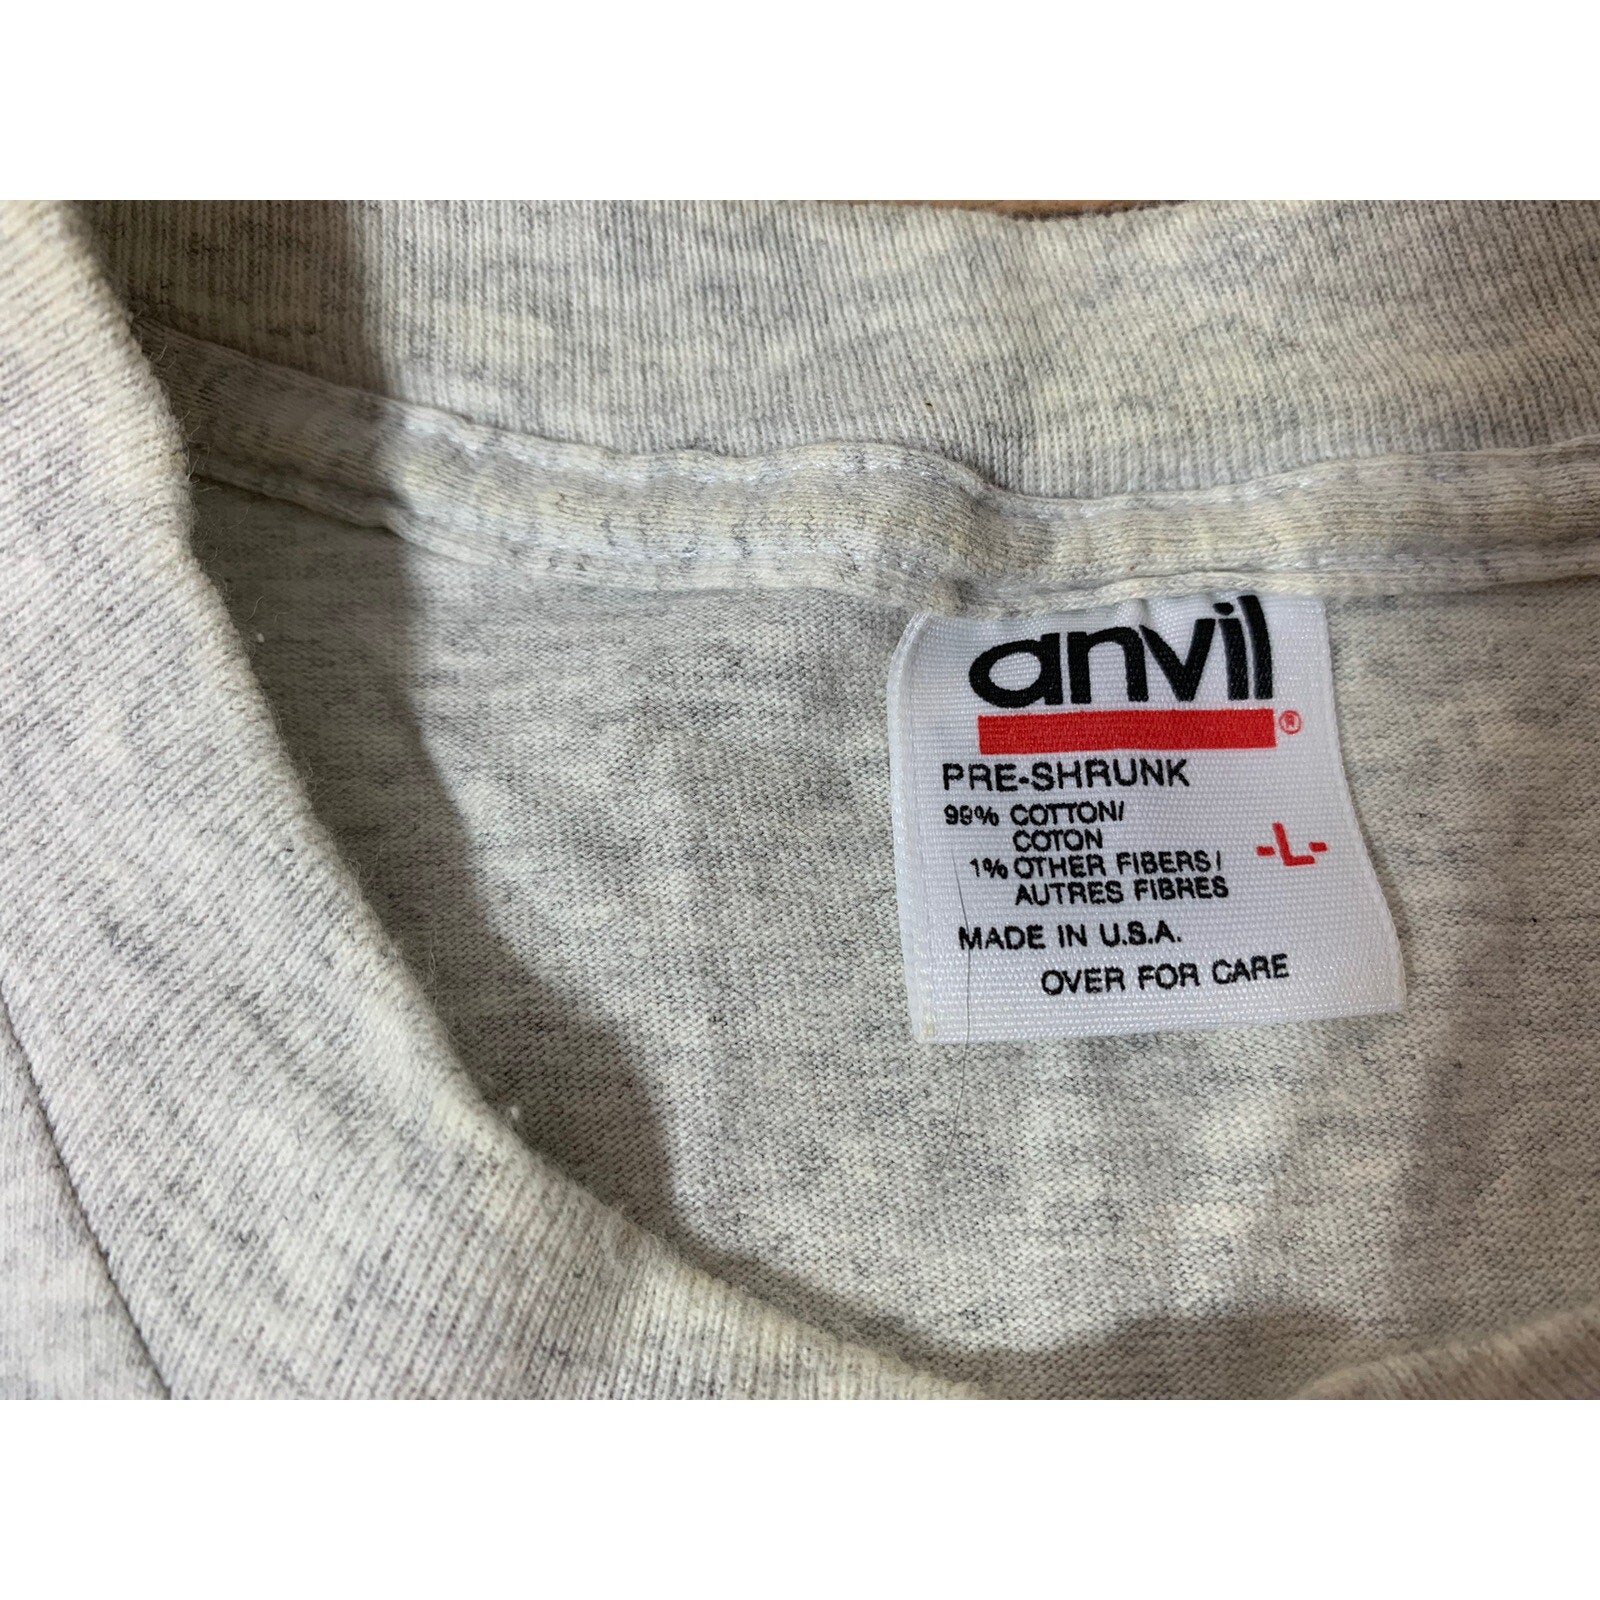 anvil®
PRE-SHRUNK
99% COTTON/
COTON
1% OTHER FIBERS/
AUTRES FIBRES
-L-
MADE IN U.S.A.
OVER FOR CARE